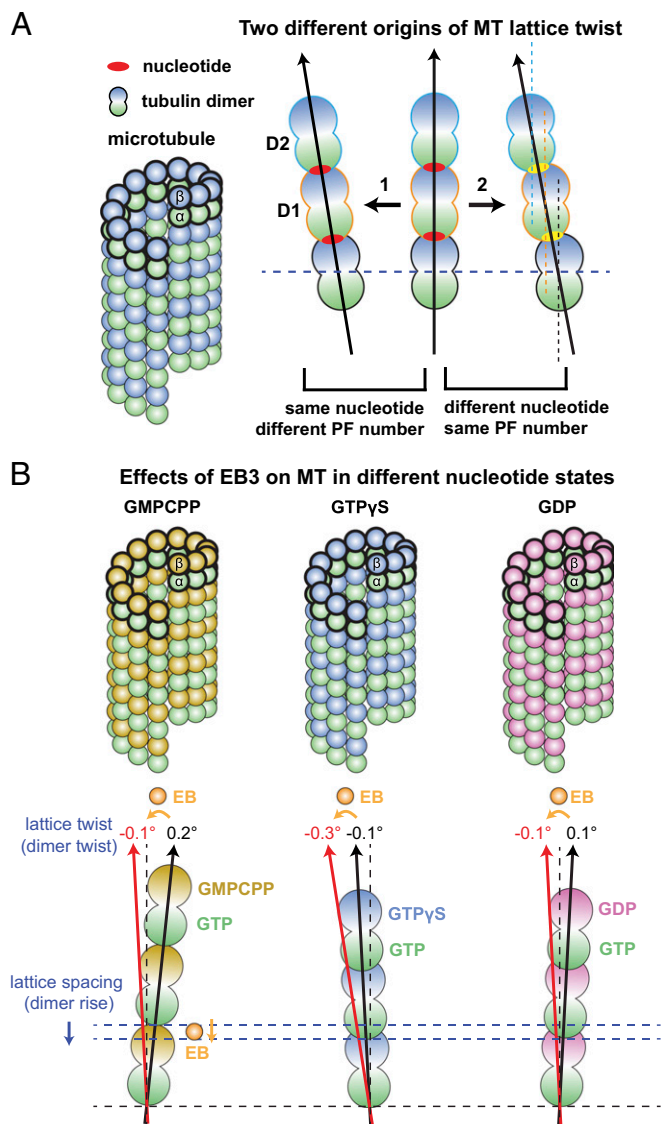 A
Two different origins of MT lattice twist
nucleotide
tubulin dimer
microtubule
β
α
D2
D1
1
2
same nucleotide
different PF number
different nucleotide
same PF number
B
Effects of EB3 on MT in different nucleotide states
GMPCPP
GTPγS
GDP
β
α
β
α
β
α
EB
EB
EB
lattice twist
(dimer twist)
-0.1°
0.2°
-0.3°
-0.1°
-0.1°
0.1°
GMPCPP
GTP
GTPγS
GTP
GDP
GTP
lattice spacing
(dimer rise)
EB